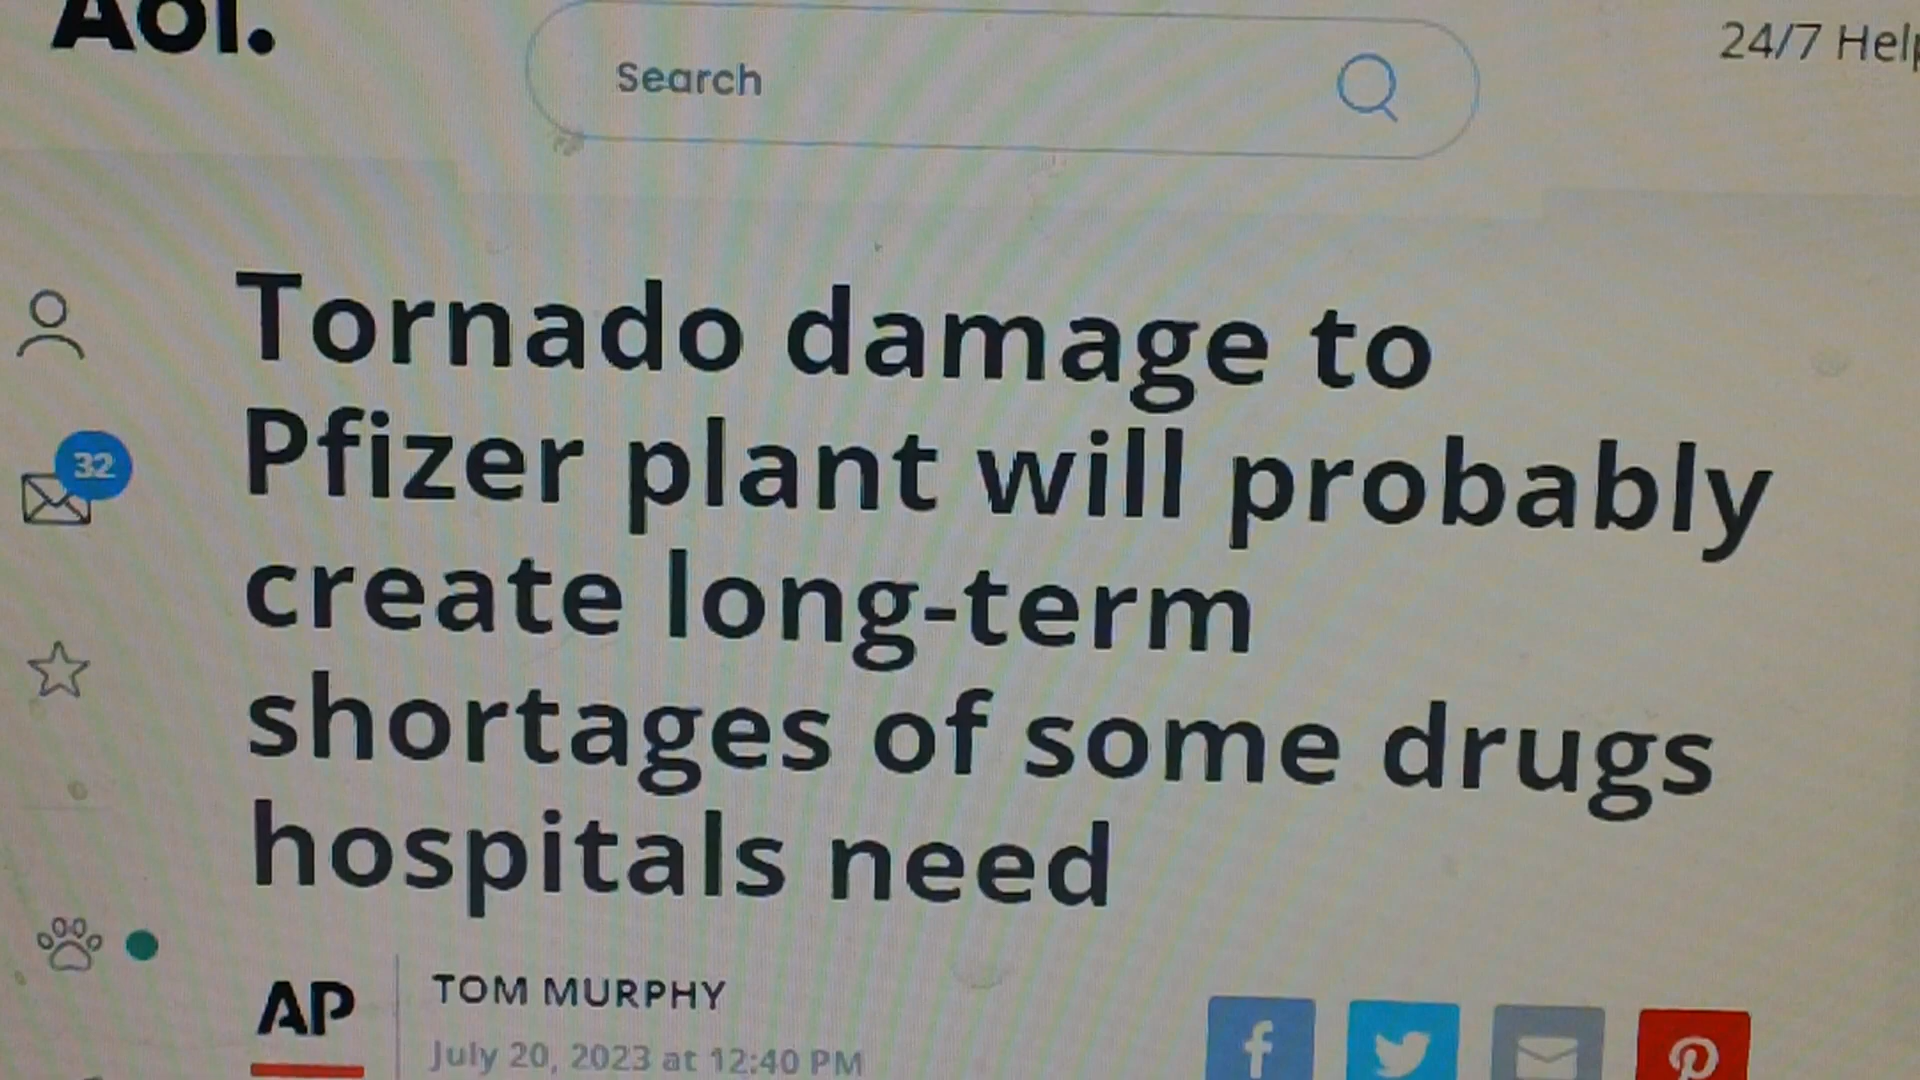 Aol.
Search
24/7 Help
Tornado damage to
Pfizer plant will probably
create long-term
shortages of some drugs
hospitals need
32
AP
TOM MURPHY
July 20, 2023 at 12:40 PM